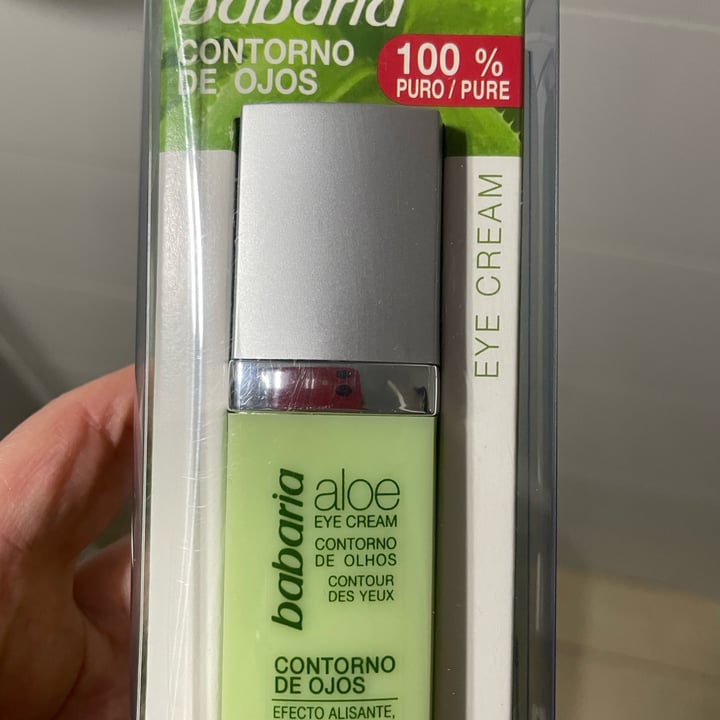 babaria
CONTORNO
DE OJOS
100 %
PURO / PURE
EYE CREAM
babaria
aloe
EYE CREAM
CONTORNO
DE OLHOS
CONTOUR
DES YEUX
CONTORNO
DE OJOS
EFECTO ALISANTE,